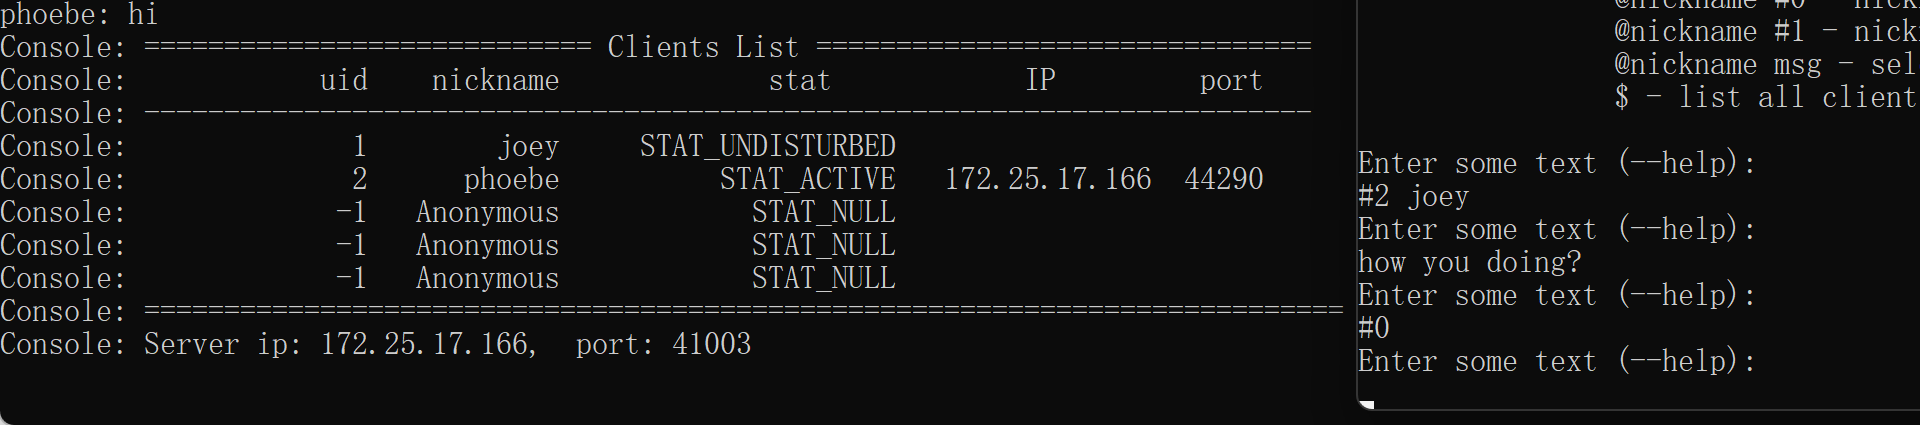 phoebe: hi
Console: ============================ Clients List ===============================
Console: uid nickname stat IP port
Console: -------------------------------------------------------------------------
Console: 1 joey STAT_UNDISTURBED
Console: 2 phoebe STAT_ACTIVE 172.25.17.166 44290
Console: -1 Anonymous STAT_NULL
Console: -1 Anonymous STAT_NULL
Console: -1 Anonymous STAT_NULL
Console: ===========================================================================
Console: Server ip: 172.25.17.166, port: 41003
@nickname #0 - nick
@nickname #1 - nick
@nickname msg - sel
$ - list all client
Enter some text (--help):
#2 joey
Enter some text (--help):
how you doing?
Enter some text (--help):
#0
Enter some text (--help):